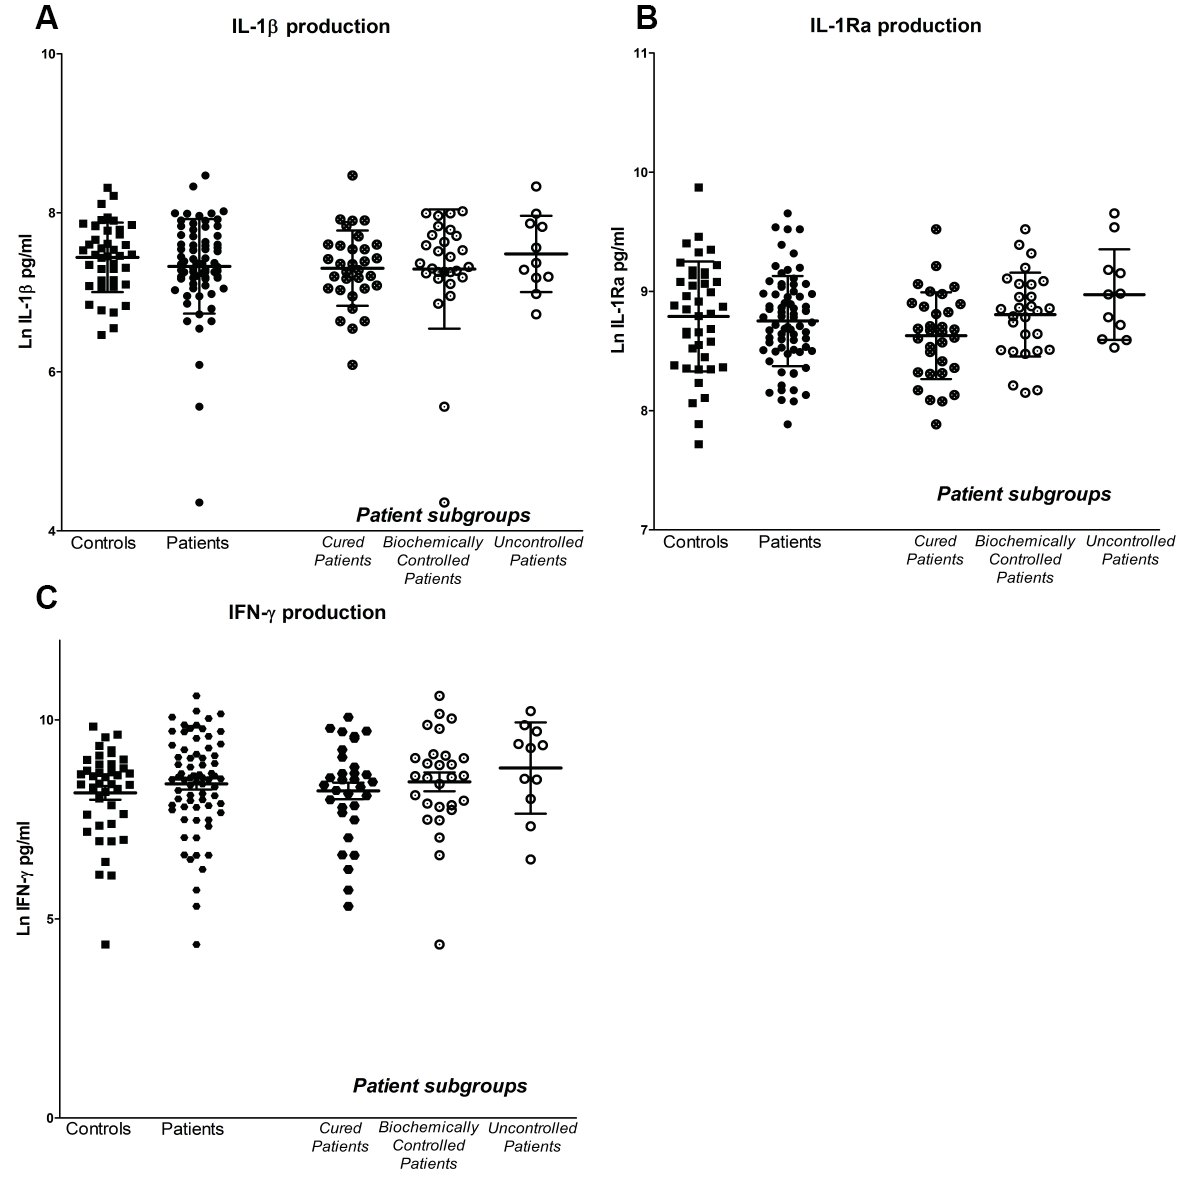 A
IL-1β production
10
8
6
4
Ln IL-1β pg/ml
Patient subgroups
Controls
Patients
Cured
Patients
Biochemically
Controlled
Patients
Uncontrolled
Patients
B
IL-1Ra production
11
10
9
8
7
Ln IL-1Ra pg/ml
Patient subgroups
Controls
Patients
Cured
Patients
Biochemically
Controlled
Patients
Uncontrolled
Patients
C
IFN-γ production
10
5
0
Ln IFN-γ pg/ml
Patient subgroups
Controls
Patients
Cured
Patients
Biochemically
Controlled
Patients
Uncontrolled
Patients